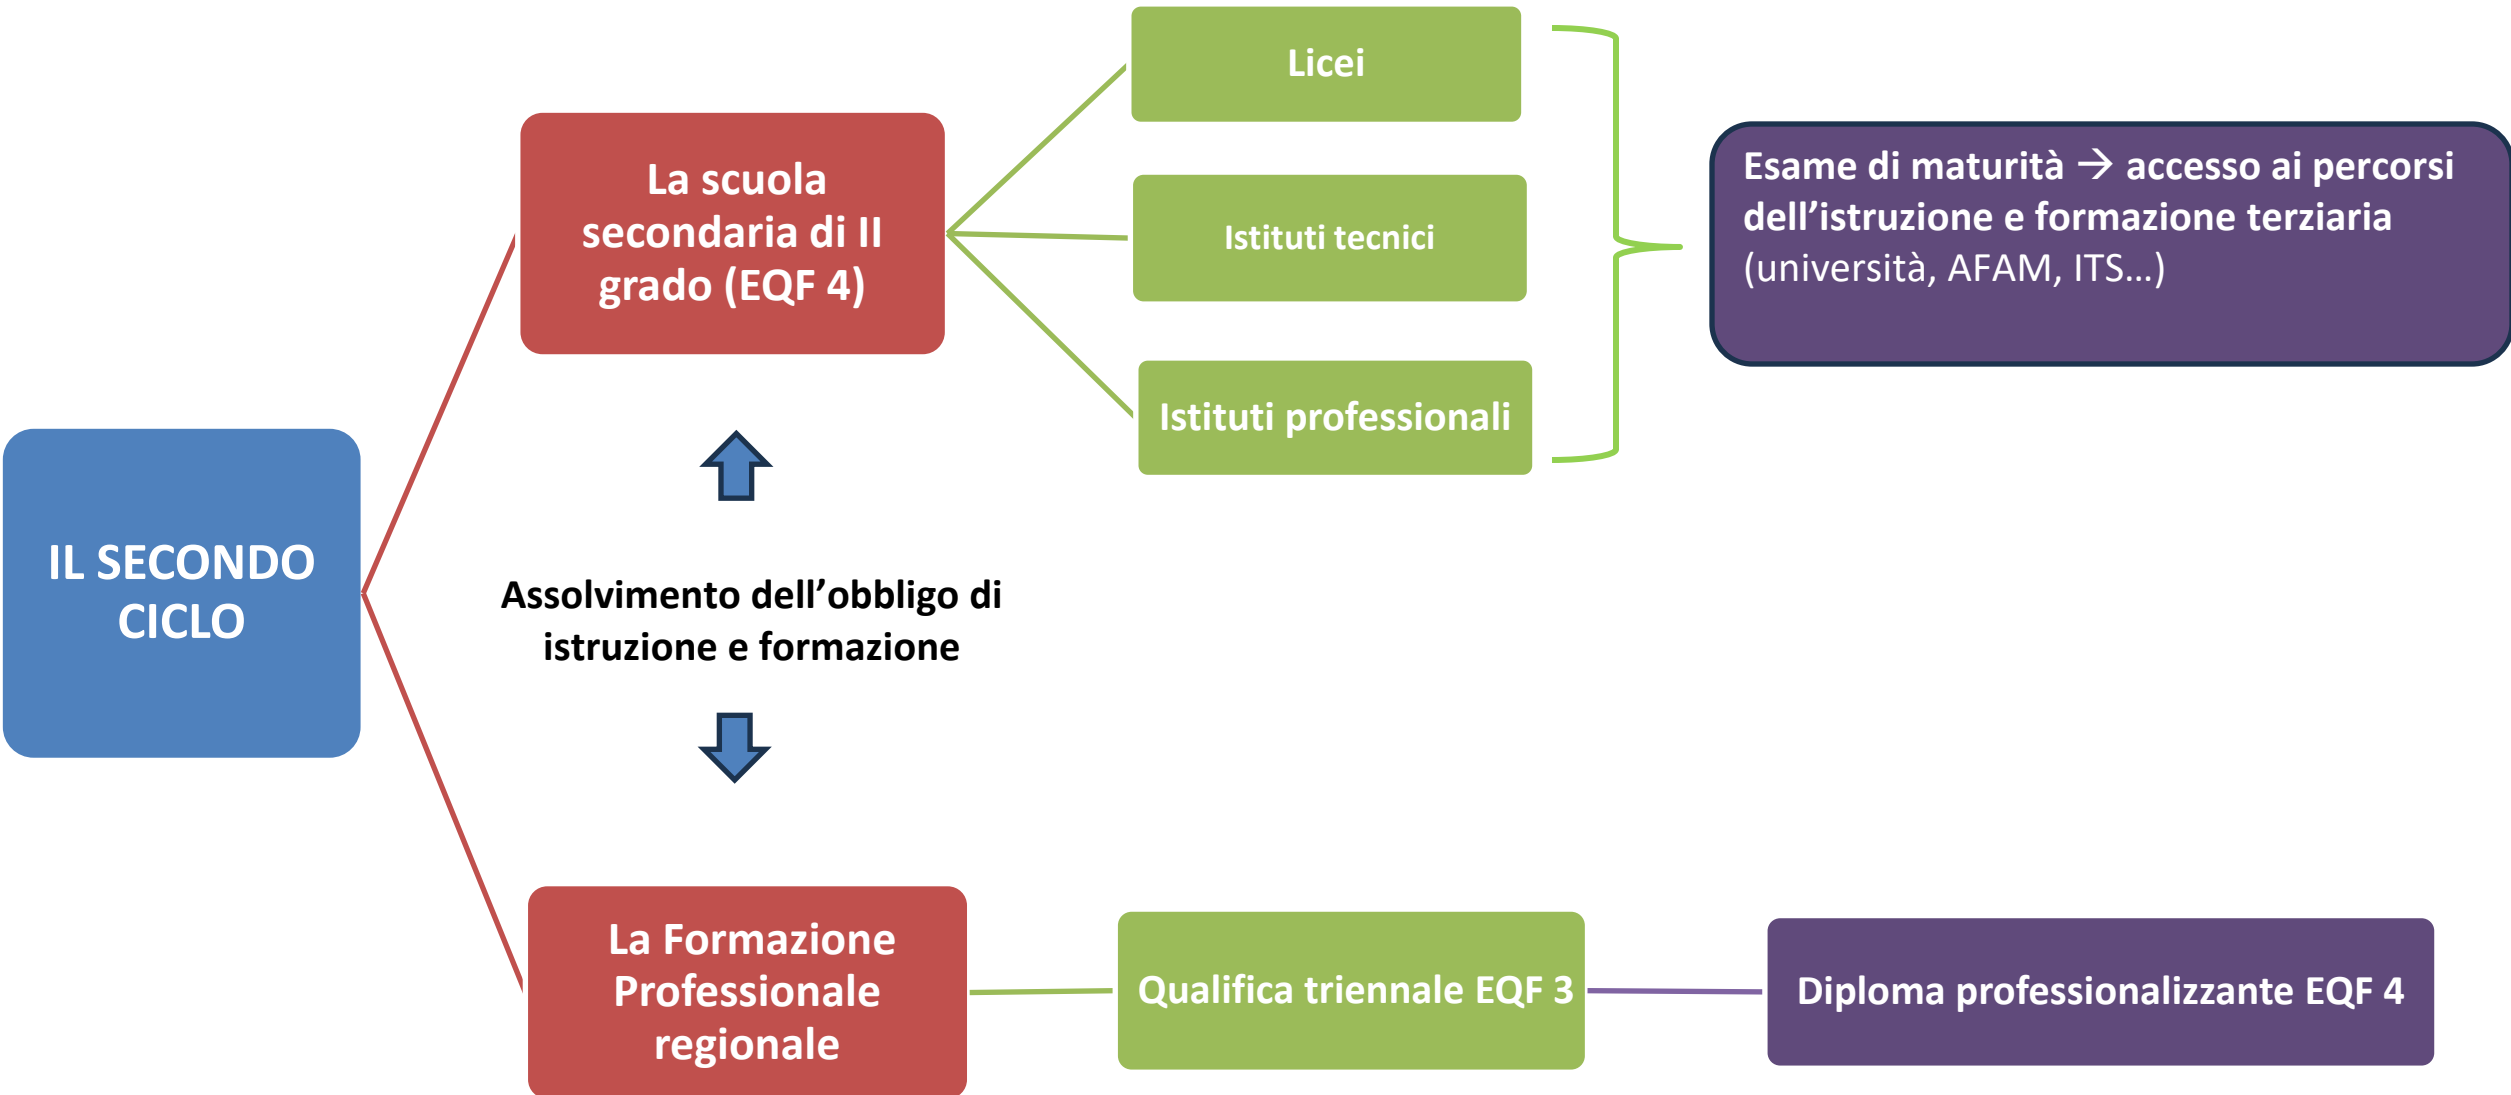 IL SECONDO
CICLO
La scuola
secondaria di II
grado (EQF 4)
Licei
Istituti tecnici
Istituti professionali
Esame di maturità → accesso ai percorsi
dell’istruzione e formazione terziaria
(università, AFAM, ITS…)
Assolvimento dell’obbligo di
istruzione e formazione
La Formazione
Professionale
regionale
Qualifica triennale EQF 3
Diploma professionalizzante EQF 4